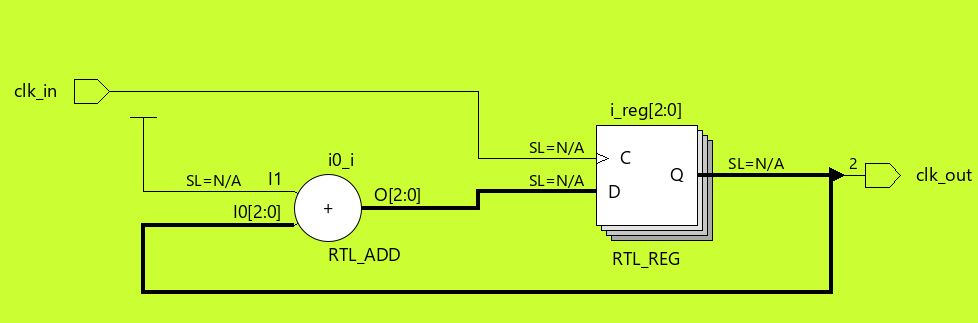 i_reg[2:0]
clk_in
SL=N/A
C
i0_i
SL=N/A
2
Q
clk_out
SL=N/A
I1
SL=N/A
D
O[2:0]
+
I0[2:0]
RTL_ADD
RTL_REG